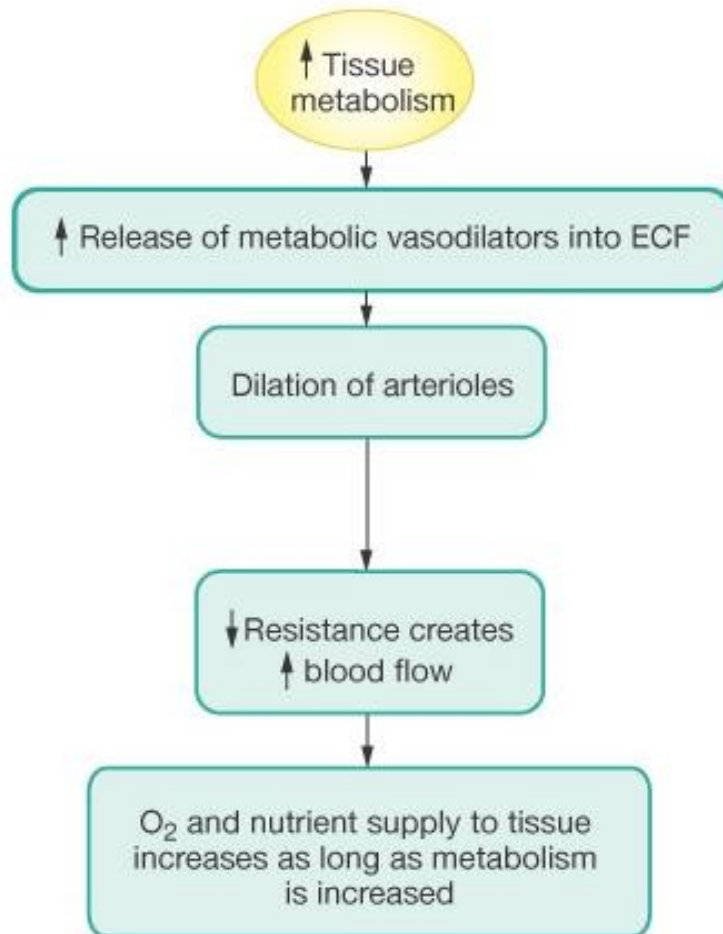 ↑ Tissue
metabolism
↑ Release of metabolic vasodilators into ECF
Dilation of arterioles
↓ Resistance creates
↑ blood flow
O₂ and nutrient supply to tissue
increases as long as metabolism
is increased